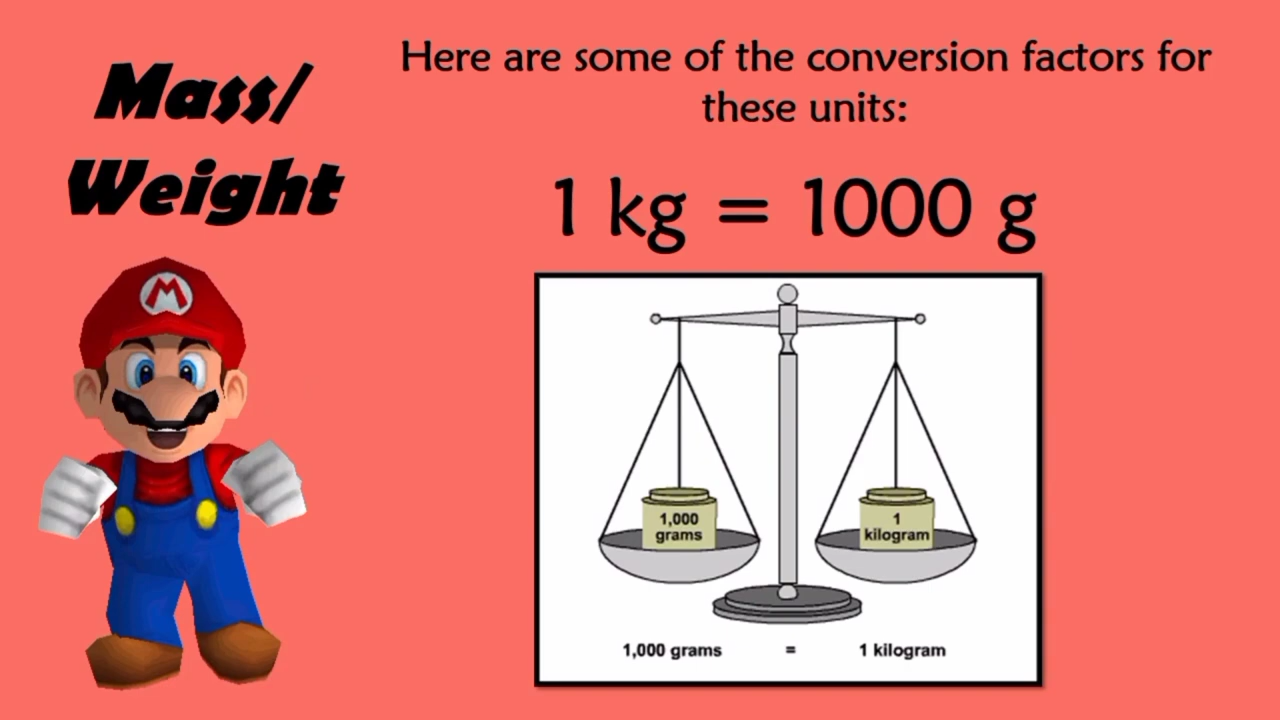 Mass/
Weight
Here are some of the conversion factors for
these units:
1 kg = 1000 g
M
1,000
grams
1
kilogram
1,000 grams = 1 kilogram